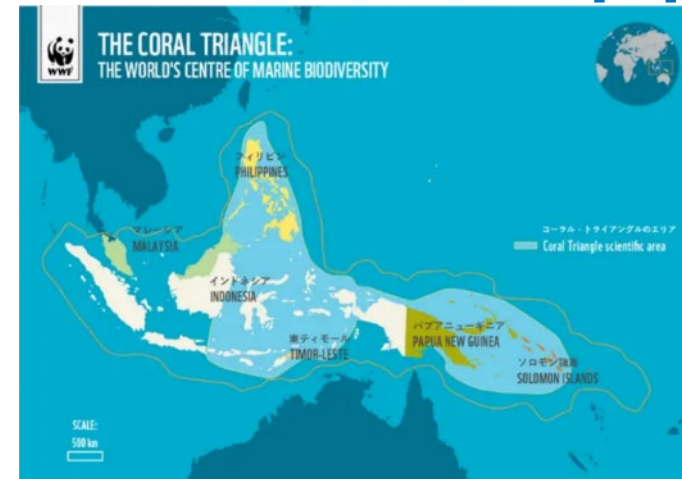 WWF
THE CORAL TRIANGLE:
THE WORLD'S CENTRE OF MARINE BIODIVERSITY
フィリピン
PHILIPPINES
マレーシア
MALAYSIA
コーラル・トライアングルのエリア
Coral Triangle scientific area
インドネシア
INDONESIA
東ティモール
TIMOR-LESTE
パプアニューギニア
PAPUA NEW GUINEA
ソロモン諸島
SOLOMON ISLANDS
SCALE:
500 km